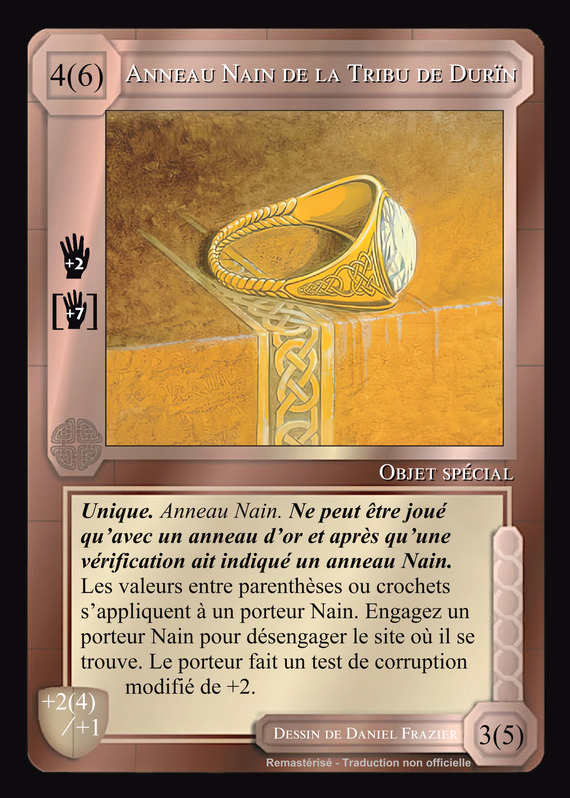 4(6)
Anneau Nain de la Tribu de Durïn
+2
[+7]
Objet spécial
Unique. Anneau Nain. Ne peut être joué
qu’avec un anneau d’or et après qu’une
vérification ait indiqué un anneau Nain.
Les valeurs entre parenthèses ou crochets
s’appliquent à un porteur Nain. Engagez un
porteur Nain pour désengager le site où il se
trouve. Le porteur fait un test de corruption
modifié de +2.
+2(4)
/+1
Dessin de Daniel Frazier
3(5)
Remastérisé - Traduction non officielle